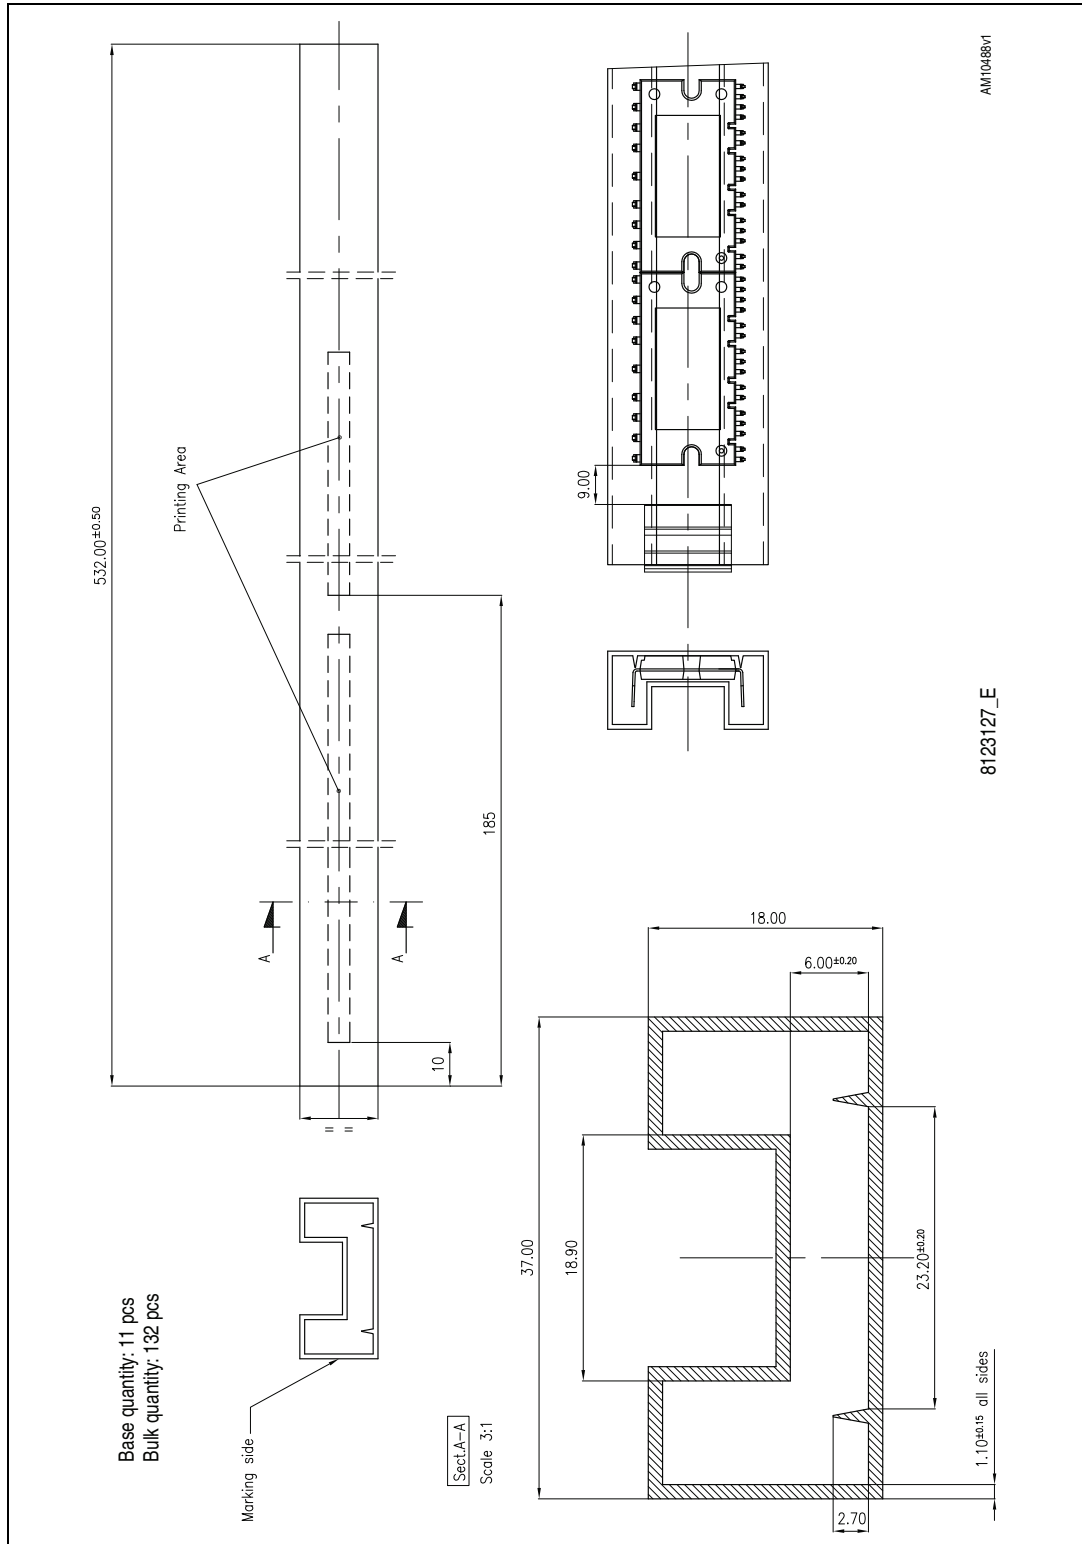 AM10488v1
532.00±0.50
Printing Area
9.00
185
A
A
10
= =
8123127_E
Base quantity: 11 pcs
Bulk quantity: 132 pcs
Marking side
Sect.A-A
Scale 3:1
18.00
6.00±0.20
37.00
18.90
23.20±0.20
1.10±0.15 all sides
2.70